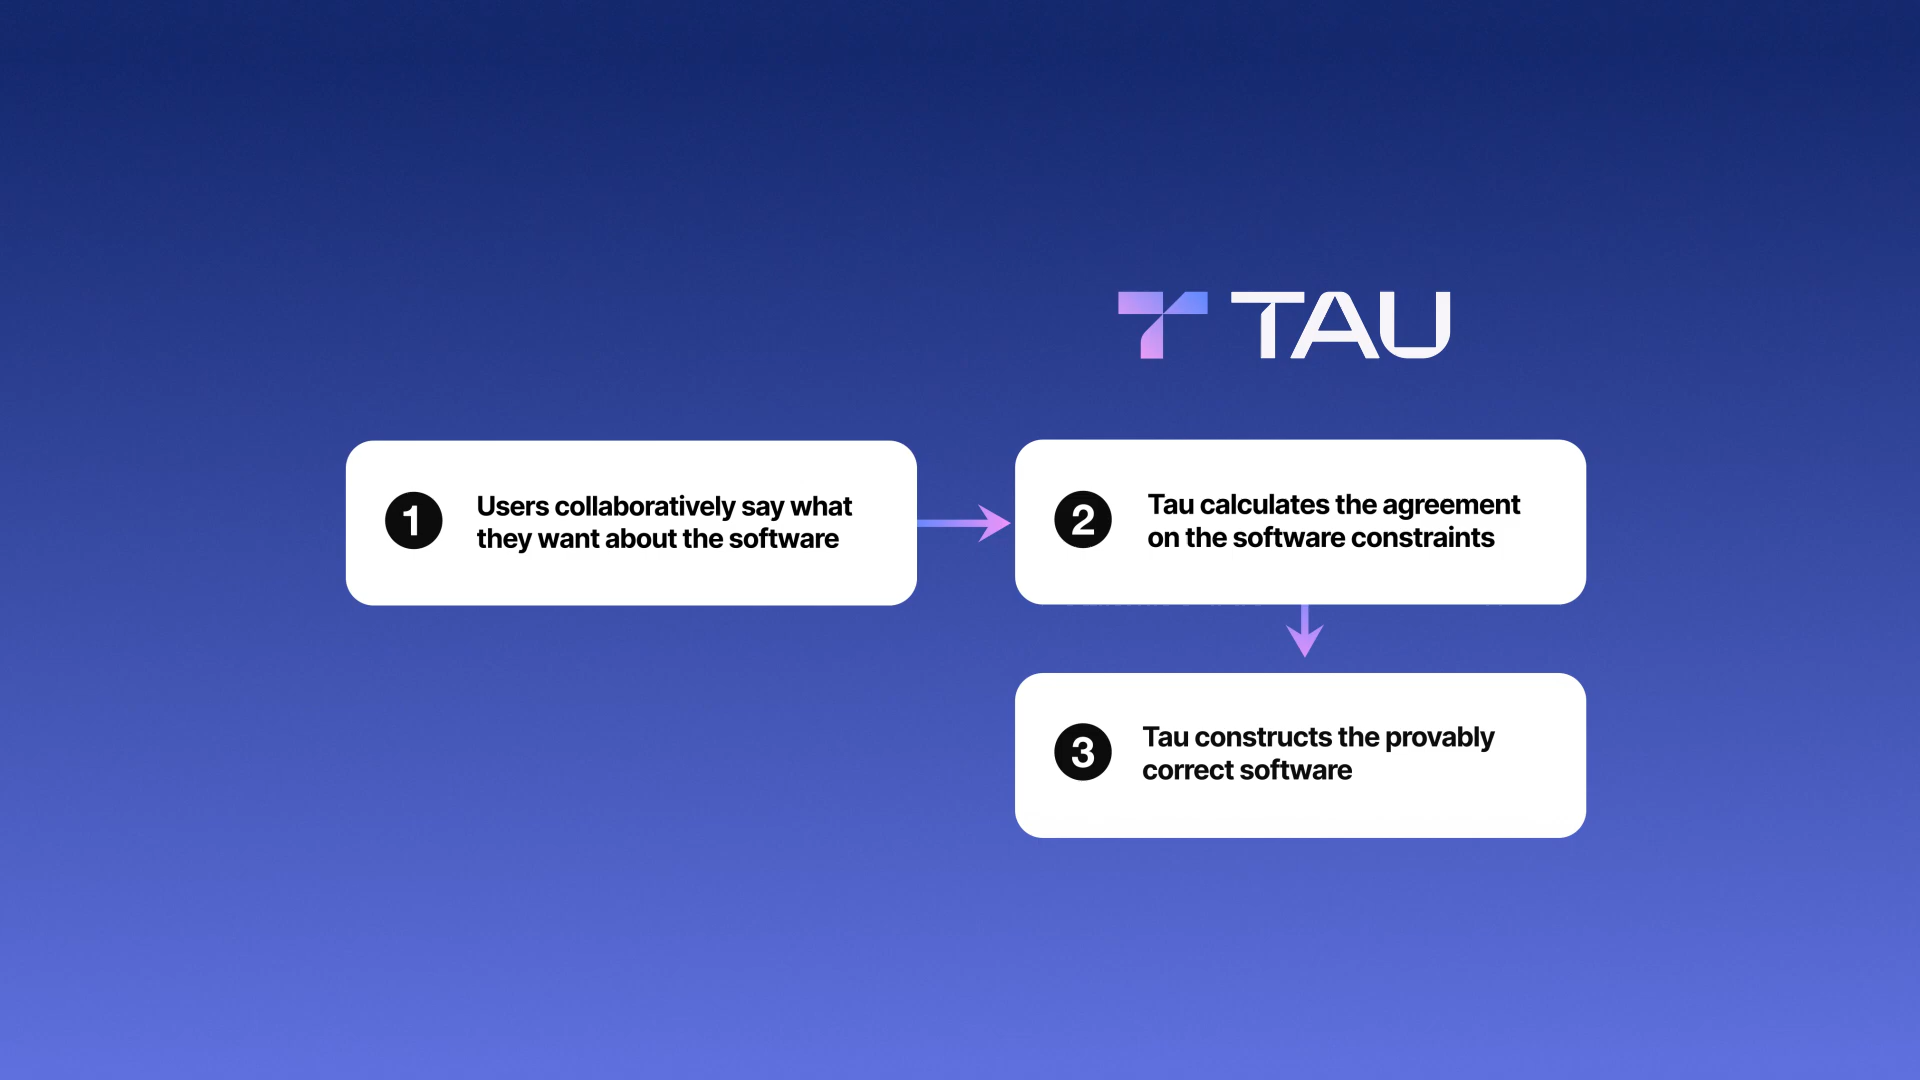 TAU
1
Users collaboratively say what
they want about the software
2
Tau calculates the agreement
on the software constraints
3
Tau constructs the provably
correct software